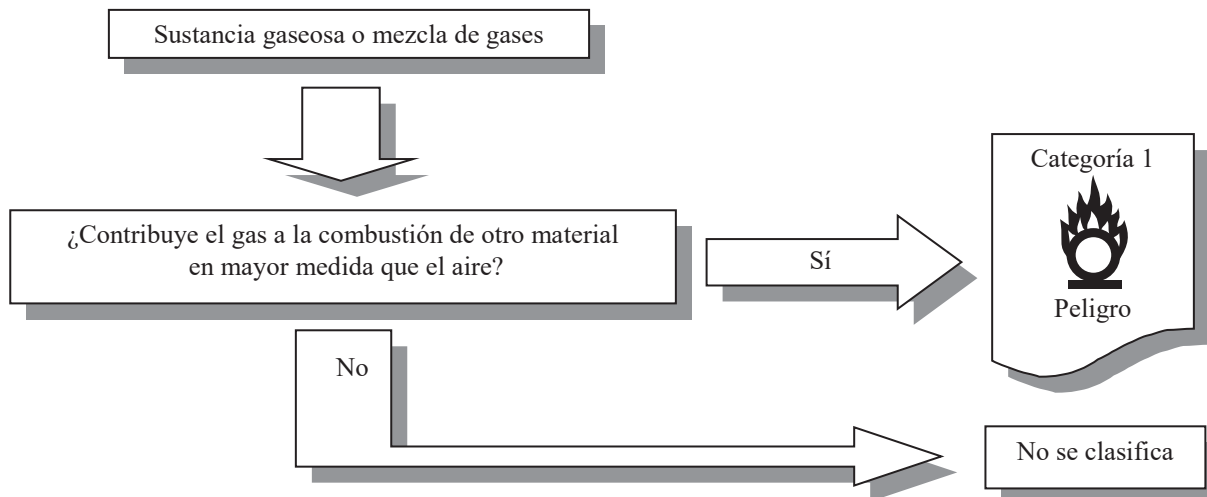 Sustancia gaseosa o mezcla de gases
¿Contribuye el gas a la combustión de otro material
en mayor medida que el aire?
Sí
Categoría 1
Peligro
No
No se clasifica